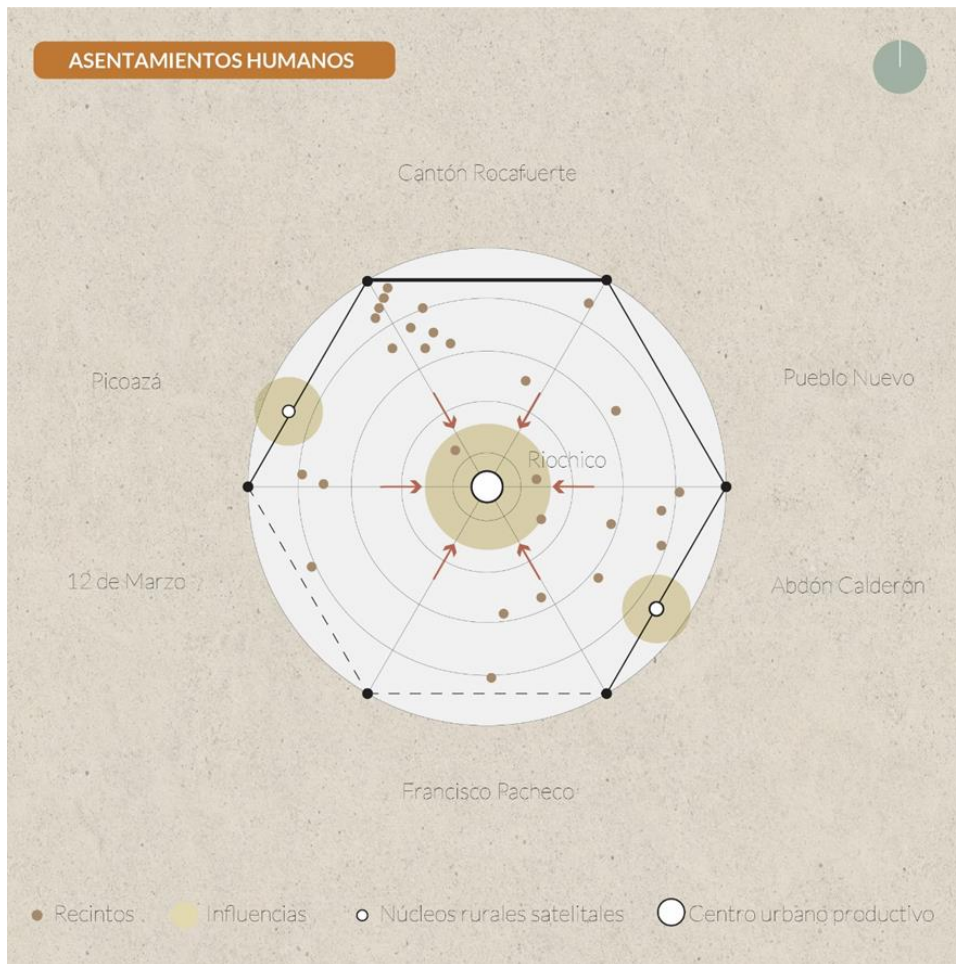 ASENTAMIENTOS HUMANOS
Cantón Rocafuerte
Picoazá
Pueblo Nuevo
Riochico
12 de Marzo
Abdón Calderón
Francisco Pacheco
Recintos
Influencias
Núcleos rurales satelitales
Centro urbano productivo